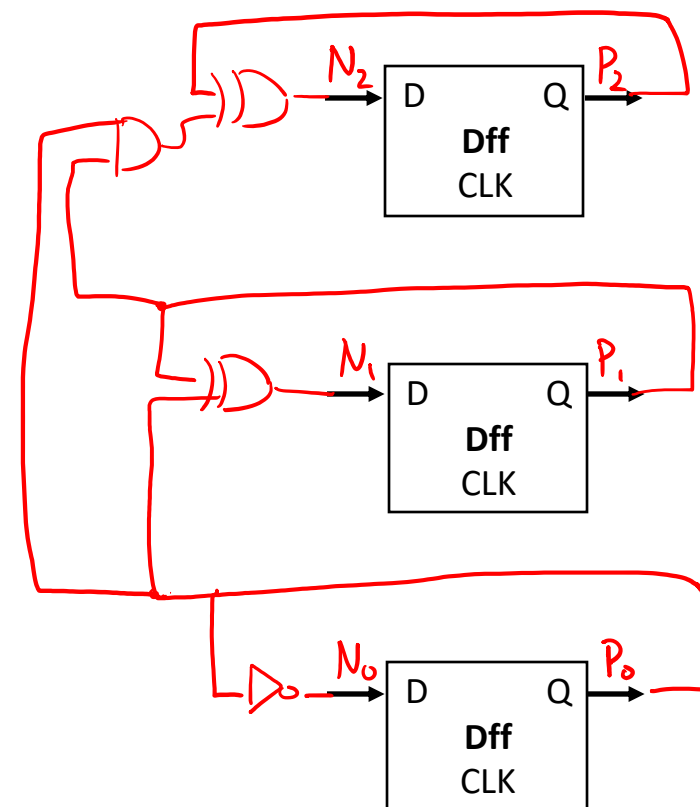 N₂ P₂
D Q
Dff
CLK
N₁ P₁
D Q
Dff
CLK
N₀ P₀
D Q
Dff
CLK